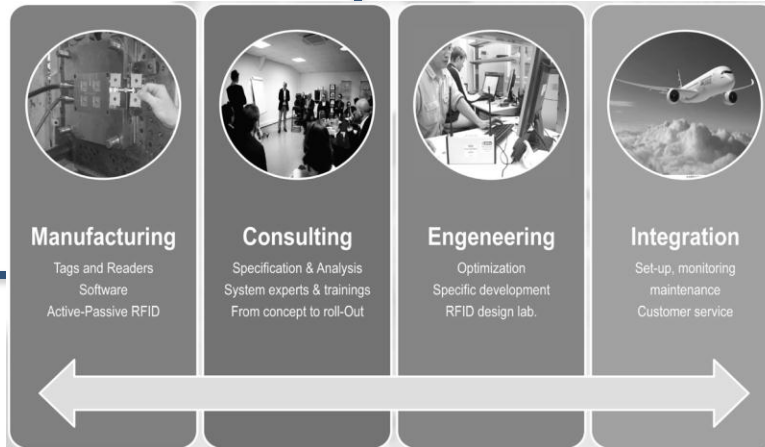 Manufacturing
Tags and Readers
Software
Active-Passive RFID
Consulting
Specification & Analysis
System experts & trainings
From concept to roll-Out
Engeneering
Optimization
Specific development
RFID design lab.
Integration
Set-up, monitoring
maintenance
Customer service